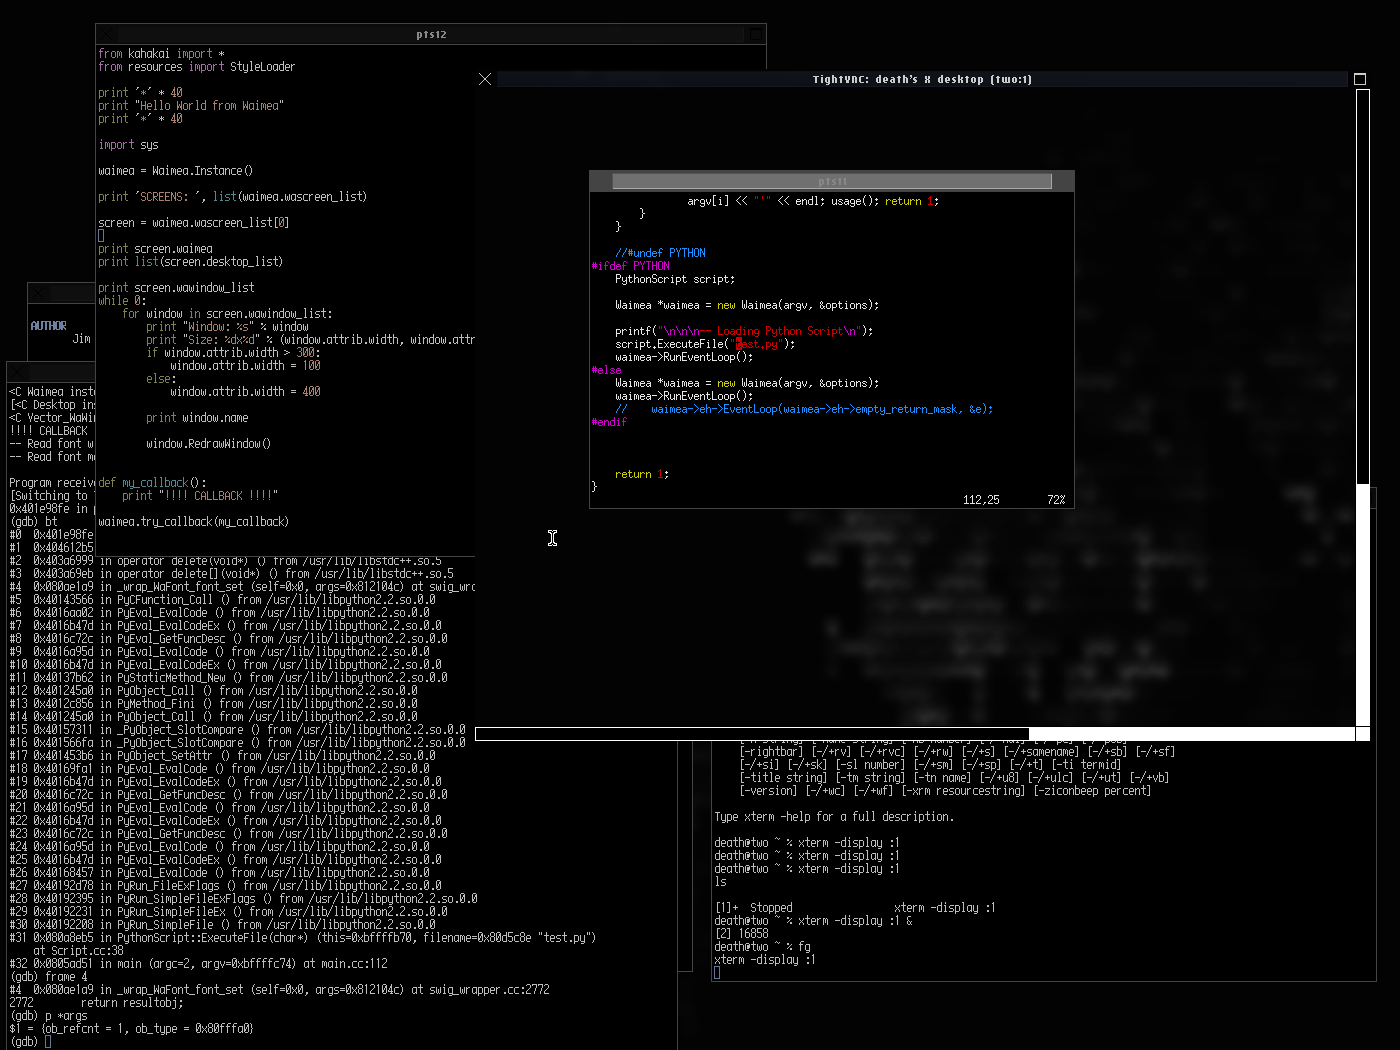 pts12
from kahakai import *
from resources import StyleLoader
print '*' * 40
print "Hello World from Waimea"
print '*' * 40
import sys
waimea = Waimea.Instance()
print 'SCREENS: ', list(waimea.wascreen_list)
screen = waimea.wascreen_list[0]
print screen.waimea
print list(screen.desktop_list)
print screen.wawindow_list
while 0:
    for window in screen.wawindow_list:
        print "Window: %s" % window
        print "Size: %dx%d" % (window.attrib.width, window.attr
        if window.attrib.width > 300:
            window.attrib.width = 100
        else:
            window.attrib.width = 400
        print window.name
        window.RedrawWindow()
def my_callback():
    print "!!!! CALLBACK !!!!"
waimea.try_callback(my_callback)
TightVNC: death's X desktop (two:1)
pts11
argv[i] << "'" << endl; usage(); return 1;
        }
    }
    //#undef PYTHON
#ifdef PYTHON
    PythonScript script;
    Waimea *waimea = new Waimea(argv, &options);
    printf("\n\n\n-- Loading Python Script\n");
    script.ExecuteFile("test.py");
    waimea->RunEventLoop();
#else
    Waimea *waimea = new Waimea(argv, &options);
    waimea->RunEventLoop();
    //    waimea->eh->EventLoop(waimea->eh->empty_return_mask, &e);
#endif
    return 1;
}
112,25 72%
AUTHOR
Jim
<C Waimea inst
[<C Desktop in
<C Vector_WaWin
!!!! CALLBACK
-- Read font w
-- Read font m
Program receiv
[Switching to
0x401e98fe in
(gdb) bt
#0  0x401e98fe
#1  0x404612b5
#2  0x403a6999 in operator delete(void*) () from /usr/lib/libstdc++.so.5
#3  0x403a69eb in operator delete[](void*) () from /usr/lib/libstdc++.so.5
#4  0x080ae1a9 in _wrap_WaFont_font_set (self=0x0, args=0x812104c) at swig_wra
#5  0x40143566 in PyCFunction_Call () from /usr/lib/libpython2.2.so.0.0
#6  0x4016aa02 in PyEval_EvalCode () from /usr/lib/libpython2.2.so.0.0
#7  0x4016b47d in PyEval_EvalCodeEx () from /usr/lib/libpython2.2.so.0.0
#8  0x4016c72c in PyEval_GetFuncDesc () from /usr/lib/libpython2.2.so.0.0
#9  0x4016a95d in PyEval_EvalCode () from /usr/lib/libpython2.2.so.0.0
#10 0x4016b47d in PyEval_EvalCodeEx () from /usr/lib/libpython2.2.so.0.0
#11 0x40137b62 in PyStaticMethod_New () from /usr/lib/libpython2.2.so.0.0
#12 0x401245a0 in PyObject_Call () from /usr/lib/libpython2.2.so.0.0
#13 0x4012c856 in PyMethod_Fini () from /usr/lib/libpython2.2.so.0.0
#14 0x401245a0 in PyObject_Call () from /usr/lib/libpython2.2.so.0.0
#15 0x40157311 in _PyObject_SlotCompare () from /usr/lib/libpython2.2.so.0.0
#16 0x401566fa in _PyObject_SlotCompare () from /usr/lib/libpython2.2.so.0.0
#17 0x401453b6 in PyObject_SetAttr () from /usr/lib/libpython2.2.so.0.0
#18 0x40169fa1 in PyEval_EvalCode () from /usr/lib/libpython2.2.so.0.0
#19 0x4016b47d in PyEval_EvalCodeEx () from /usr/lib/libpython2.2.so.0.0
#20 0x4016c72c in PyEval_GetFuncDesc () from /usr/lib/libpython2.2.so.0.0
#21 0x4016a95d in PyEval_EvalCode () from /usr/lib/libpython2.2.so.0.0
#22 0x4016b47d in PyEval_EvalCodeEx () from /usr/lib/libpython2.2.so.0.0
#23 0x4016c72c in PyEval_GetFuncDesc () from /usr/lib/libpython2.2.so.0.0
#24 0x4016a95d in PyEval_EvalCode () from /usr/lib/libpython2.2.so.0.0
#25 0x4016b47d in PyEval_EvalCodeEx () from /usr/lib/libpython2.2.so.0.0
#26 0x40168457 in PyEval_EvalCode () from /usr/lib/libpython2.2.so.0.0
#27 0x40192d78 in PyRun_FileExFlags () from /usr/lib/libpython2.2.so.0.0
#28 0x40192395 in PyRun_SimpleFileExFlags () from /usr/lib/libpython2.2.so.0.0
#29 0x40192231 in PyRun_SimpleFileEx () from /usr/lib/libpython2.2.so.0.0
#30 0x40192208 in PyRun_SimpleFile () from /usr/lib/libpython2.2.so.0.0
#31 0x080a8eb5 in PythonScript::ExecuteFile(char*) (this=0xbffffb70, filename=0x80d5c8e "test.py")
    at Script.cc:38
#32 0x0805ad51 in main (argc=2, argv=0xbffffc74) at main.cc:112
(gdb) frame 4
#4  0x080ae1a9 in _wrap_WaFont_font_set (self=0x0, args=0x812104c) at swig_wrapper.cc:2772
2772        return resultobj;
(gdb) p *args
$1 = {ob_refcnt = 1, ob_type = 0x80fffa0}
(gdb)
[-rightbar] [-/+rv] [-/+rvc] [-/+rw] [-/+s] [-/+samename] [-/+sb] [-/+sf]
[-/+si] [-/+sk] [-sl number] [-/+sm] [-/+sp] [-/+t] [-ti termid]
[-title string] [-tm string] [-tn name] [-/+u8] [-/+ulc] [-/+ut] [-/+vb]
[-version] [-/+wc] [-/+wf] [-xrm resourcestring] [-ziconbeep percent]
Type xterm -help for a full description.
death@two ~ % xterm -display :1
death@two ~ % xterm -display :1
death@two ~ % xterm -display :1
ls
[1]+  Stopped                 xterm -display :1
death@two ~ % xterm -display :1 &
[2] 16858
death@two ~ % fg
xterm -display :1